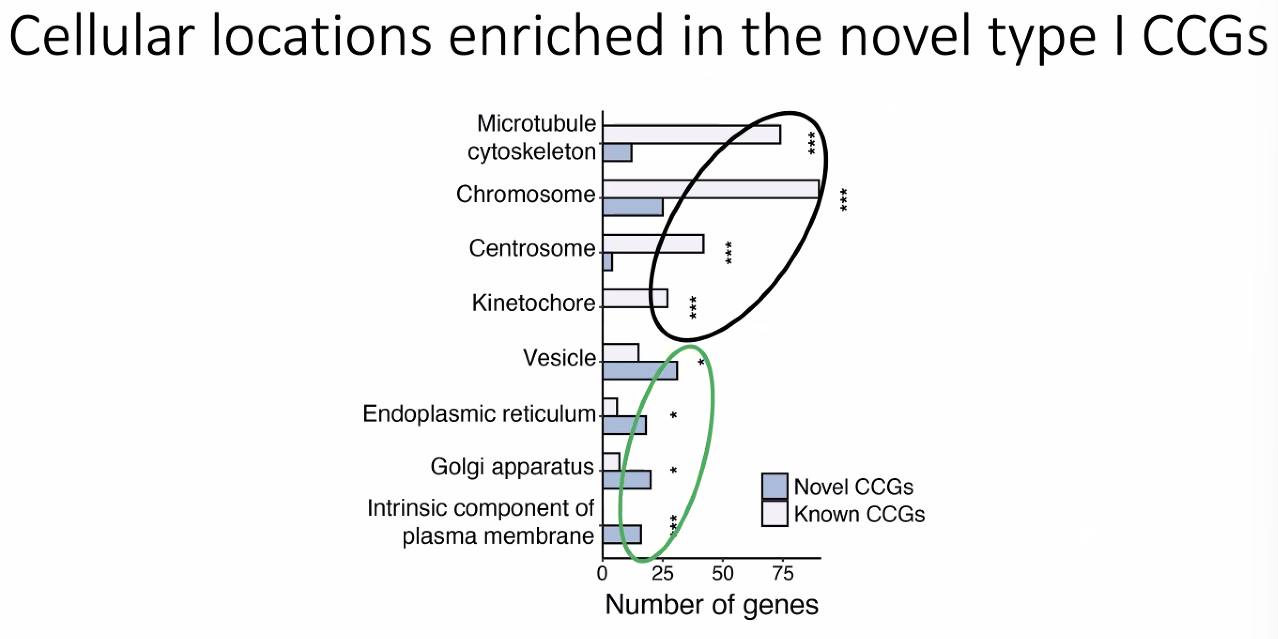 Cellular locations enriched in the novel type I CCGs
Microtubule
cytoskeleton
***
Chromosome
***
Centrosome
***
Kinetochore
***
Vesicle
*
Endoplasmic reticulum
*
Golgi apparatus
*
Intrinsic component of
plasma membrane
***
Novel CCGs
Known CCGs
0 25 50 75
Number of genes